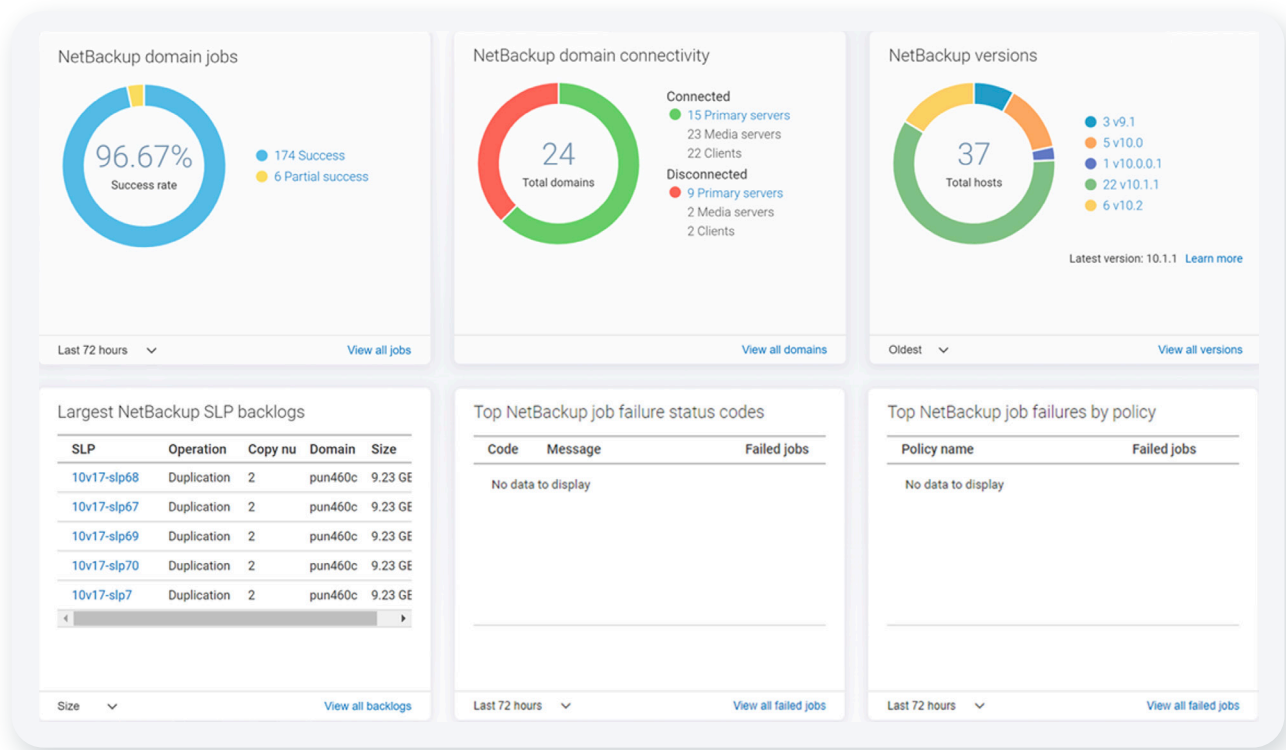 NetBackup domain jobs
96.67%
Success rate
174 Success
6 Partial success
Last 72 hours
View all jobs
NetBackup domain connectivity
24
Total domains
Connected
15 Primary servers
23 Media servers
22 Clients
Disconnected
9 Primary servers
2 Media servers
2 Clients
View all domains
NetBackup versions
37
Total hosts
3 v9.1
5 v10.0
1 v10.0.0.1
22 v10.1.1
6 v10.2
Latest version: 10.1.1 Learn more
Oldest
View all versions
Largest NetBackup SLP backlogs
SLP Operation Copy nu Domain Size
10v17-slp68 Duplication 2 pun460c 9.23 GB
10v17-slp67 Duplication 2 pun460c 9.23 GB
10v17-slp69 Duplication 2 pun460c 9.23 GB
10v17-slp70 Duplication 2 pun460c 9.23 GB
10v17-slp7 Duplication 2 pun460c 9.23 GB
Size
View all backlogs
Top NetBackup job failure status codes
Code Message Failed jobs
No data to display
Last 72 hours
View all failed jobs
Top NetBackup job failures by policy
Policy name Failed jobs
No data to display
Last 72 hours
View all failed jobs